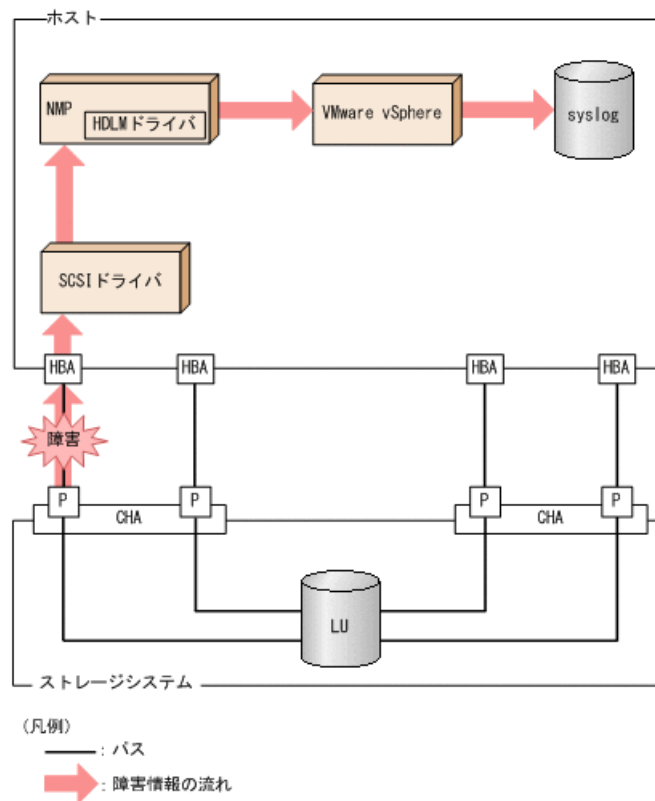 ホスト
NMP
HDLMドライバ
VMware vSphere
syslog
SCSIドライバ
HBA
HBA
HBA
HBA
障害
P
P
P
P
CHA
CHA
LU
ストレージシステム
(凡例)
: パス
: 障害情報の流れ